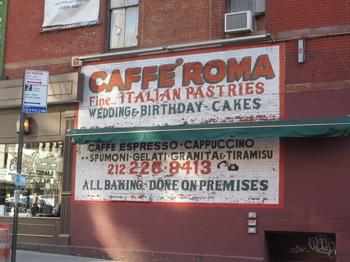 CAFFÉ ROMA
Fine.. ITALIAN PASTRIES
WEDDING & BIRTHDAY - CAKES
CAFFE ESPRESSO · CAPPUCCINO
SPUMONI · GELATI GRANITA & TIRAMISU
212 226 8413
ALL BAKING · DONE ON PREMISES